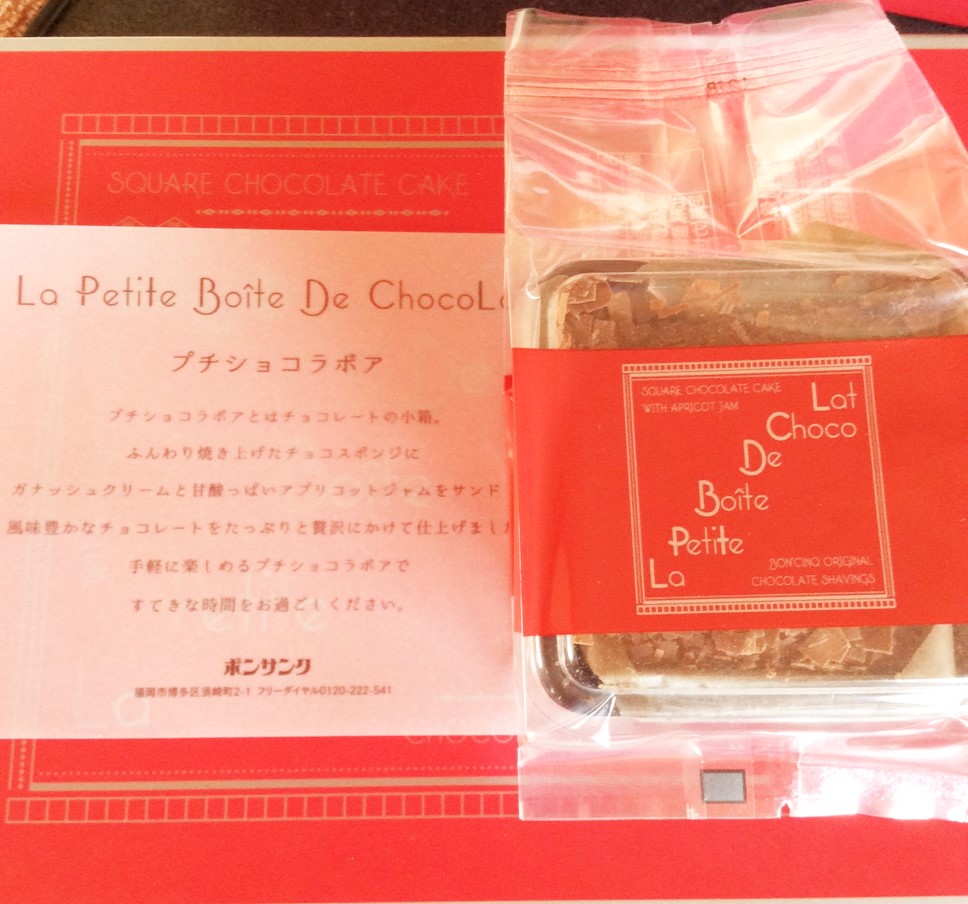 SQUARE CHOCOLATE CAKE
La Petite Boîte De ChocoLa
プチショコラボア
プチショコラボアとはチョコレートの小箱。
ふんわり焼き上げたチョコスポンジに
ガナッシュクリームと甘酸っぱいアプリコットジャムをサンド
風味豊かなチョコレートをたっぷりと贅沢にかけて仕上げまし
手軽に楽しめるプチショコラボアで
すてきな時間をお過ごしください。
ボンサンク
福岡市博多区須崎町2-1 フリーダイヤル0120-222-541
SQUARE CHOCOLATE CAKE
WITH APRICOT JAM
Lat
Choco
De
Boîte
Petite
La
BON'CINQ ORIGINAL
CHOCOLATE SHAVINGS